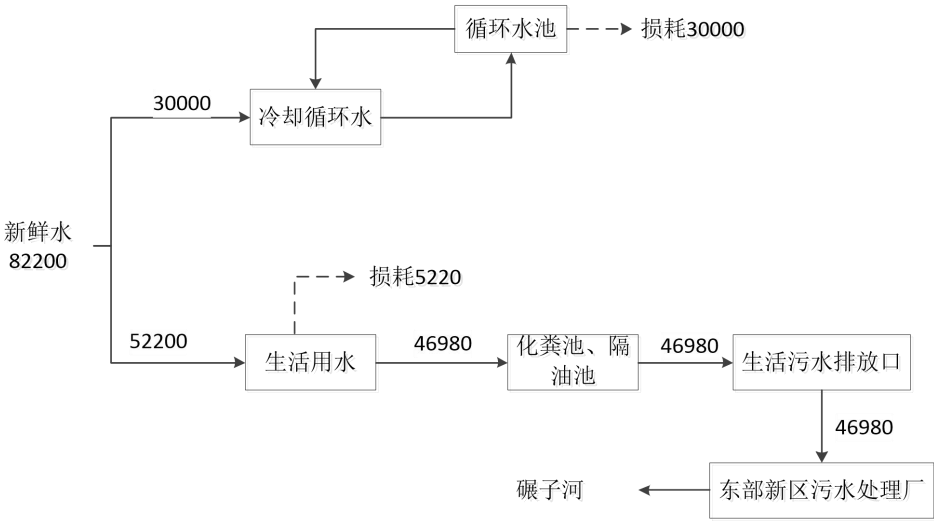 循环水池
损耗30000
30000
冷却循环水
新鲜水
82200
损耗5220
52200
生活用水
46980
化粪池、隔
油池
46980
生活污水排放口
46980
东部新区污水处理厂
碾子河